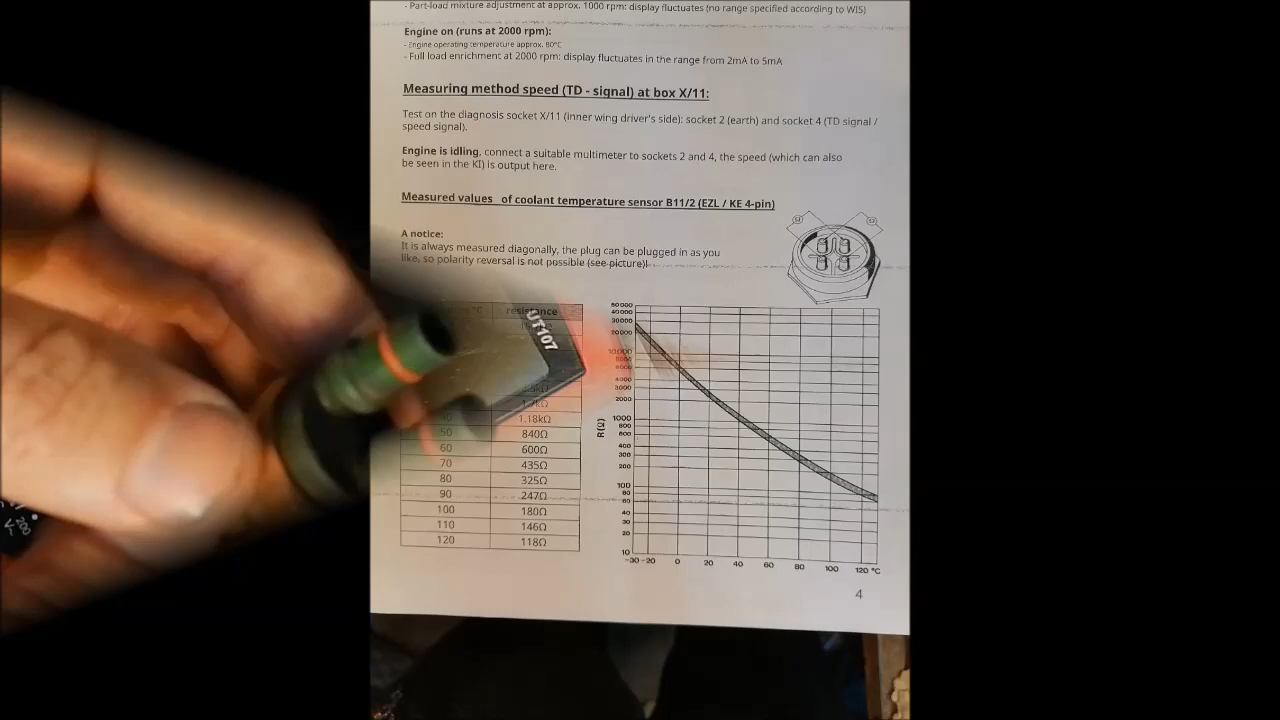 - Part-load mixture adjustment at approx. 1000 rpm: display fluctuates (no range specified according to WIS)
Engine on (runs at 2000 rpm):
- Engine operating temperature approx. 80°C
- Full load enrichment at 2000 rpm: display fluctuates in the range from 2mA to 5mA
Measuring method speed (TD - signal) at box X/11:
Test on the diagnosis socket X/11 (inner wing driver's side): socket 2 (earth) and socket 4 (TD signal /
speed signal).
Engine is idling, connect a suitable multimeter to sockets 2 and 4, the speed (which can also
be seen in the KI) is output here.
Measured values of coolant temperature sensor B11/2 (EZL / KE 4-pin)
A notice:
It is always measured diagonally, the plug can be plugged in as you
like, so polarity reversal is not possible (see picture)!
°C resistance
UT107
1.7kΩ
40 1.18kΩ
50 840Ω
60 600Ω
70 435Ω
80 325Ω
90 247Ω
100 180Ω
110 146Ω
120 118Ω
R(Ω)
50000
40000
30000
20000
10000
8000
6000
4000
3000
2000
1000
800
600
400
300
200
100
80
60
40
30
20
10
-30 -20 0 20 40 60 80 100 120 °C
4
200
V